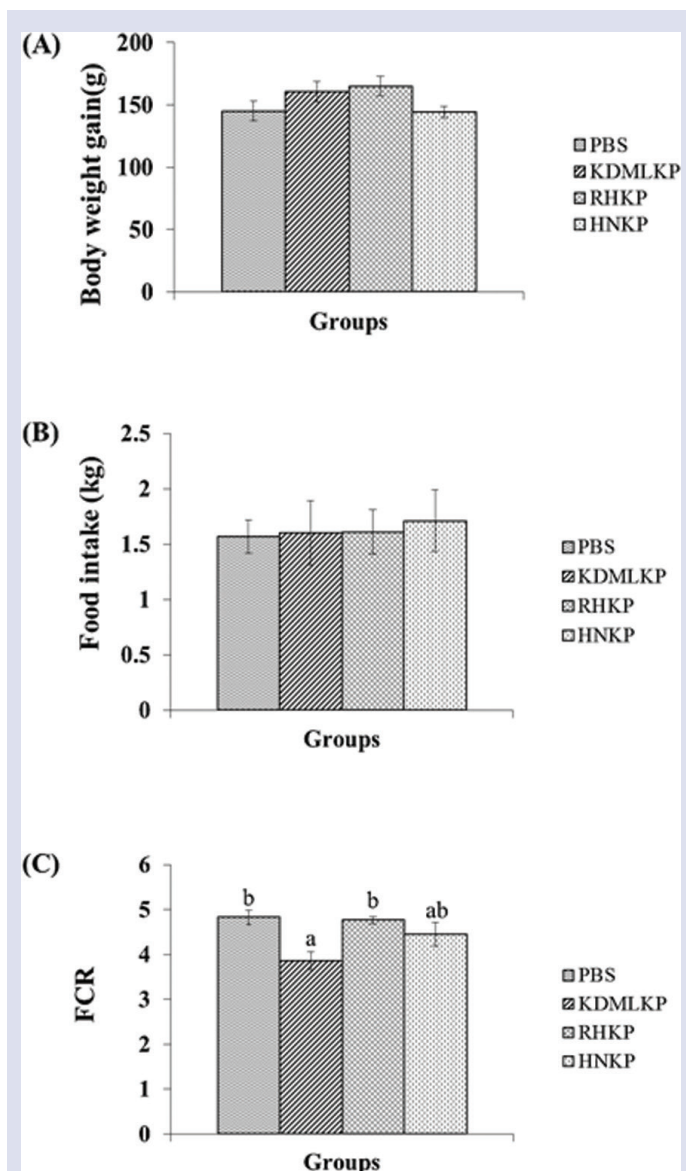 (A)
200
150
100
50
0
Body weight gain(g)
Groups
PBS
KDMLKP
RHKP
HNKP
(B)
2.5
2
1.5
1
0.5
0
Food intake (kg)
Groups
PBS
KDMLKP
RHKP
HNKP
(C)
6
5
4
3
2
1
0
FCR
b
a
b
ab
Groups
PBS
KDMLKP
RHKP
HNKP